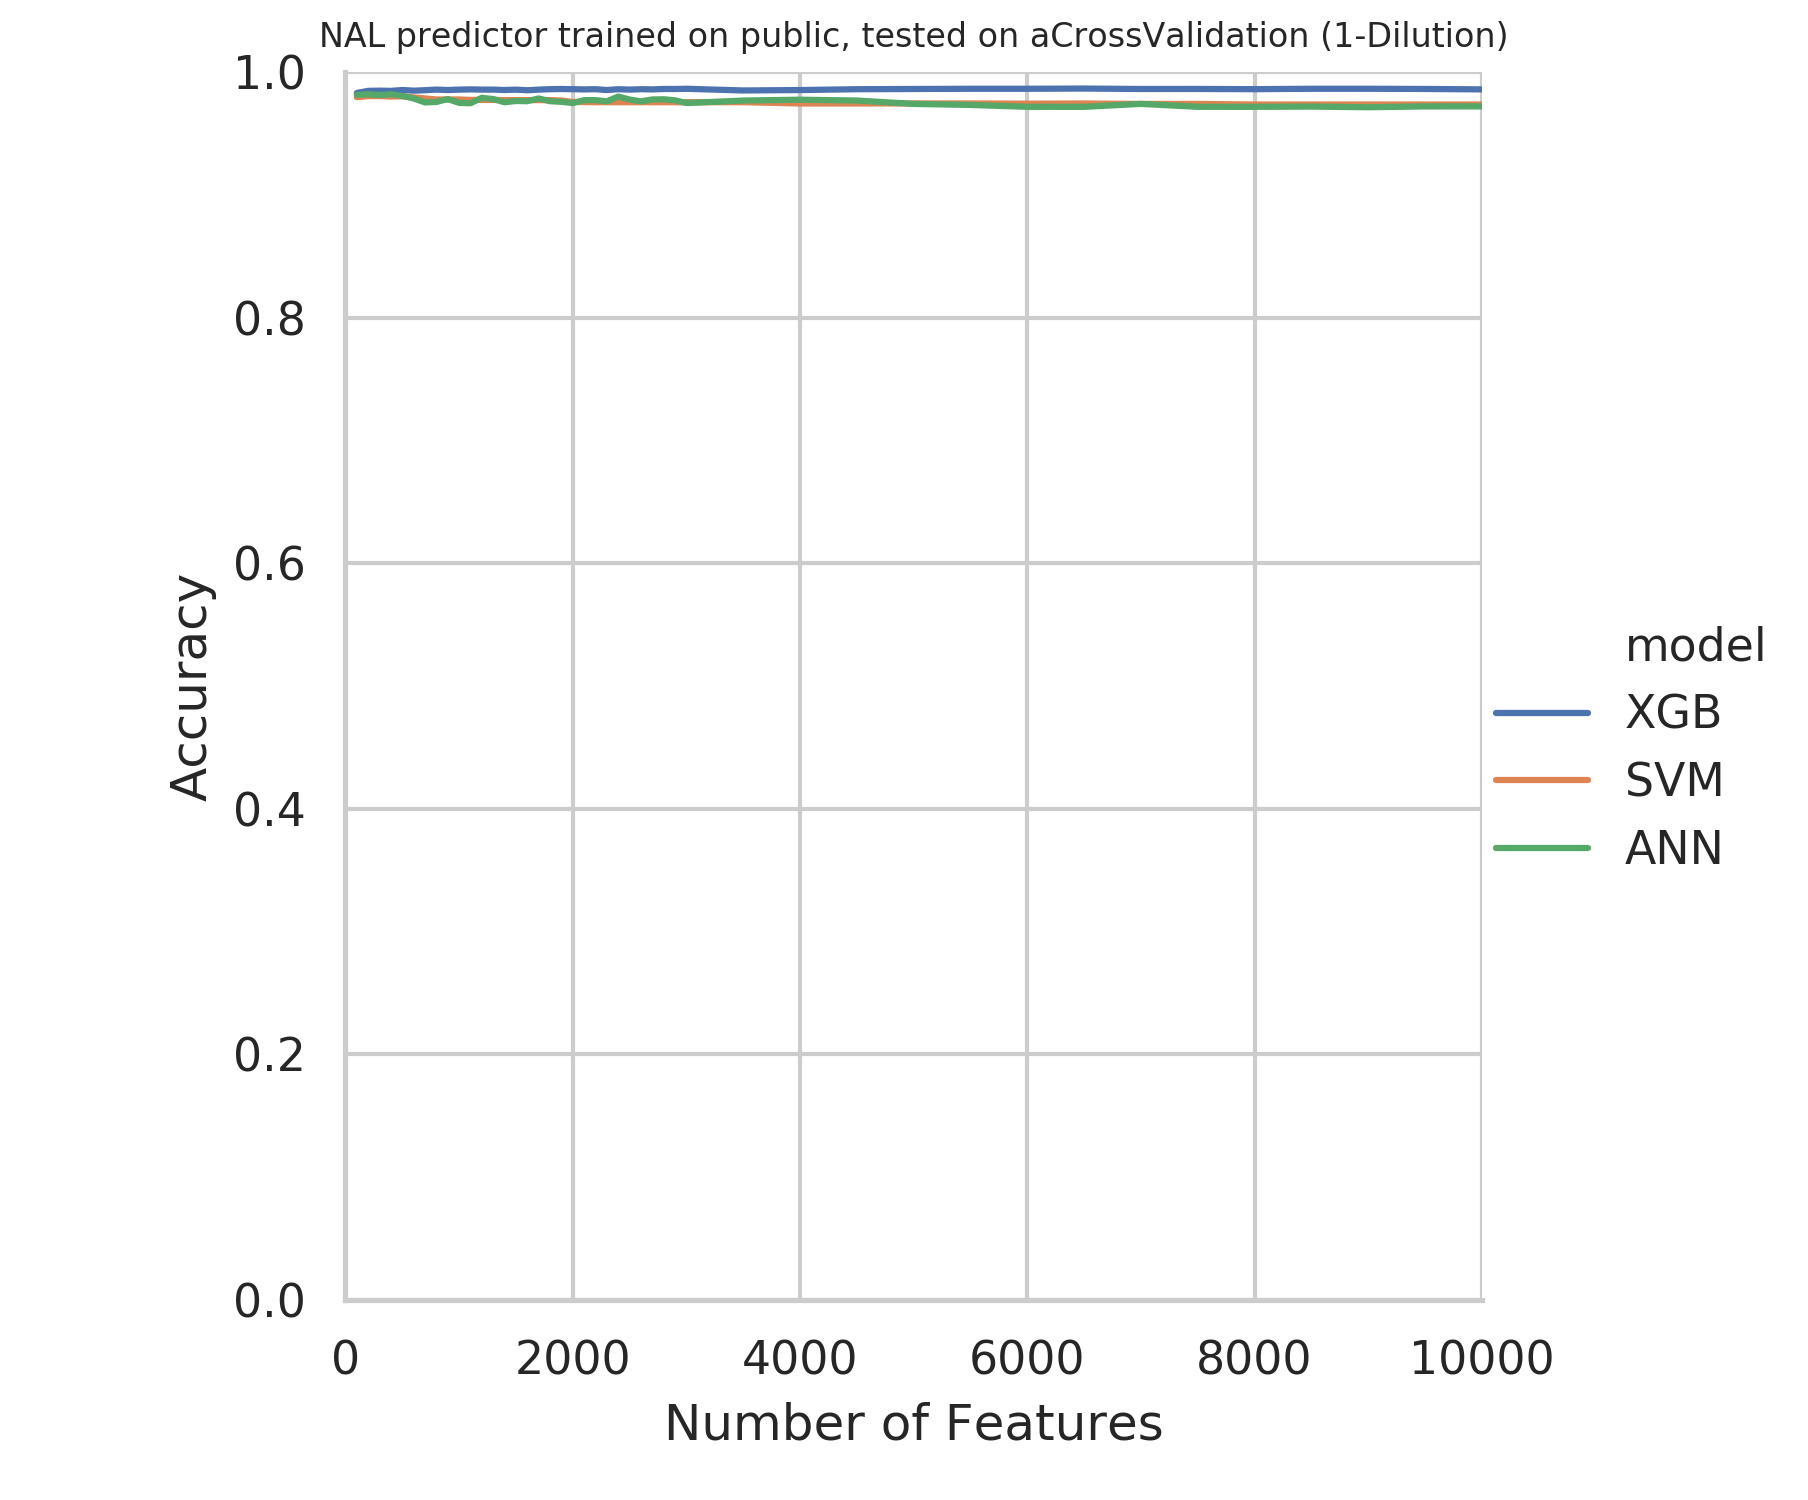 NAL predictor trained on public, tested on aCrossValidation (1-Dilution)
1.0
0.8
0.6
0.4
0.2
0.0
Accuracy
0 2000 4000 6000 8000 10000
Number of Features
model
XGB
SVM
ANN